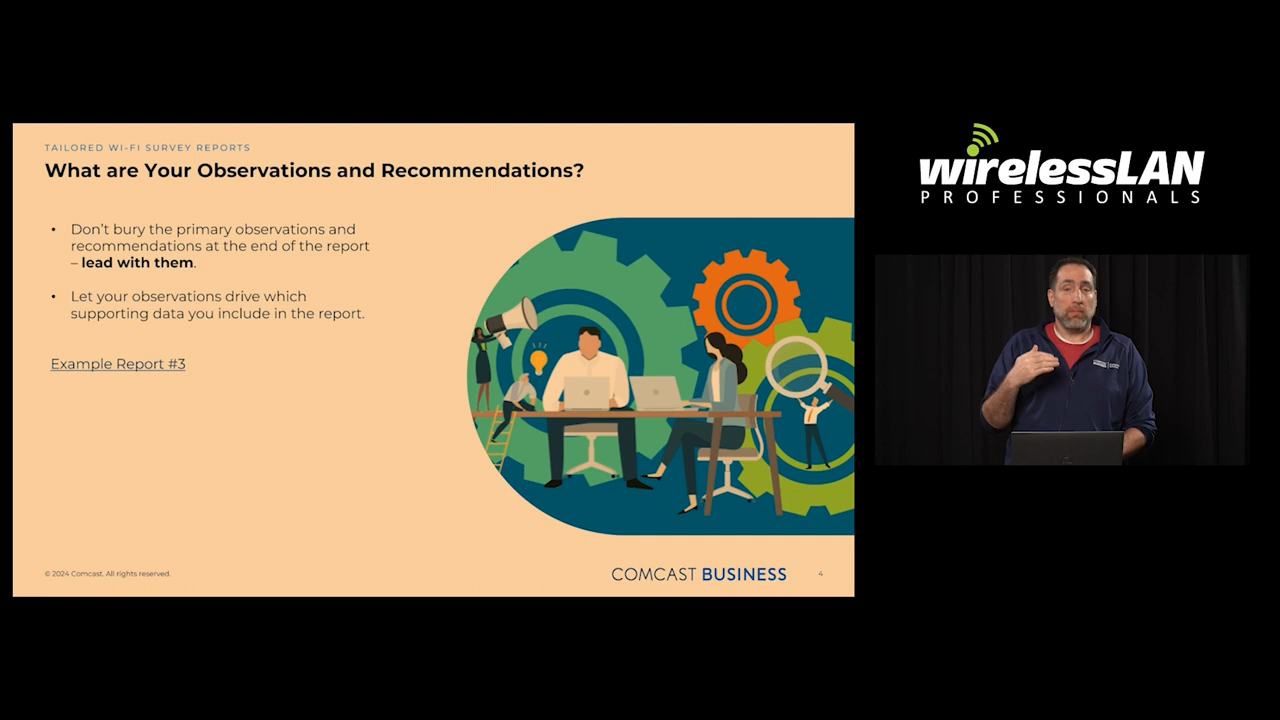 TAILORED WI-FI SURVEY REPORTS
What are Your Observations and Recommendations?
• Don't bury the primary observations and
recommendations at the end of the report
– lead with them.
• Let your observations drive which
supporting data you include in the report.
Example Report #3
© 2024 Comcast. All rights reserved.
COMCAST BUSINESS
4
wirelessLAN
PROFESSIONALS